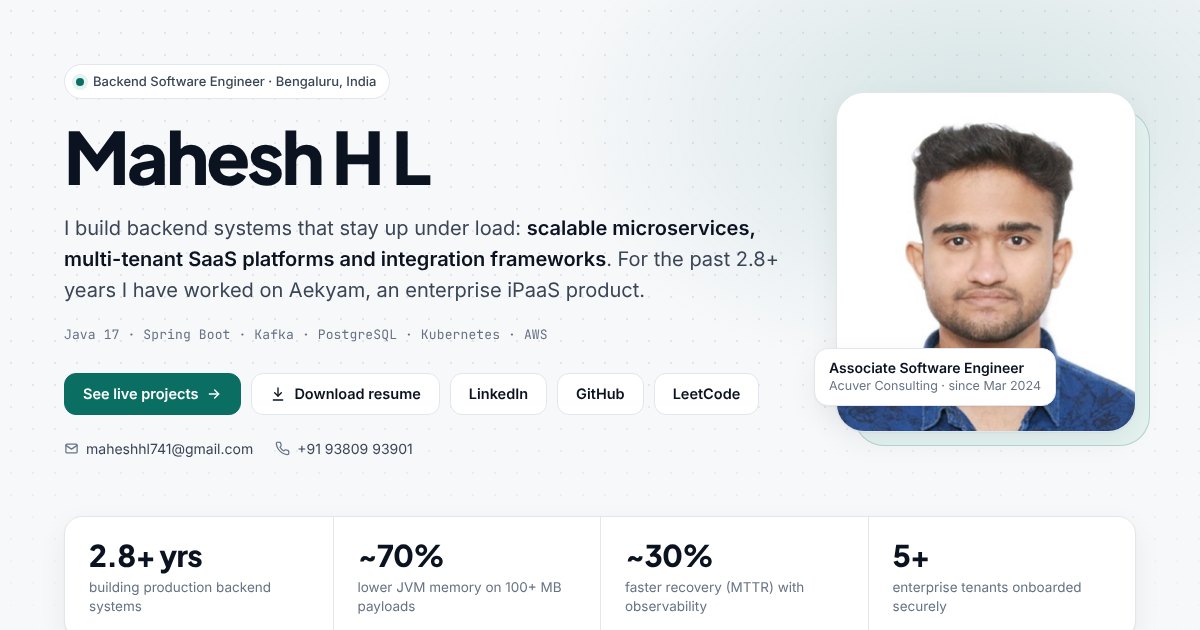 Backend Software Engineer · Bengaluru, India
Mahesh H L
I build backend systems that stay up under load: scalable microservices,
multi-tenant SaaS platforms and integration frameworks. For the past 2.8+
years I have worked on Aekyam, an enterprise iPaaS product.
Java 17 · Spring Boot · Kafka · PostgreSQL · Kubernetes · AWS
See live projects →
Download resume
LinkedIn
GitHub
LeetCode
maheshhl741@gmail.com
+91 93809 93901
Associate Software Engineer
Acuver Consulting · since Mar 2024
2.8+ yrs
building production backend
systems
~70%
lower JVM memory on 100+ MB
payloads
~30%
faster recovery (MTTR) with
observability
5+
enterprise tenants onboarded
securely